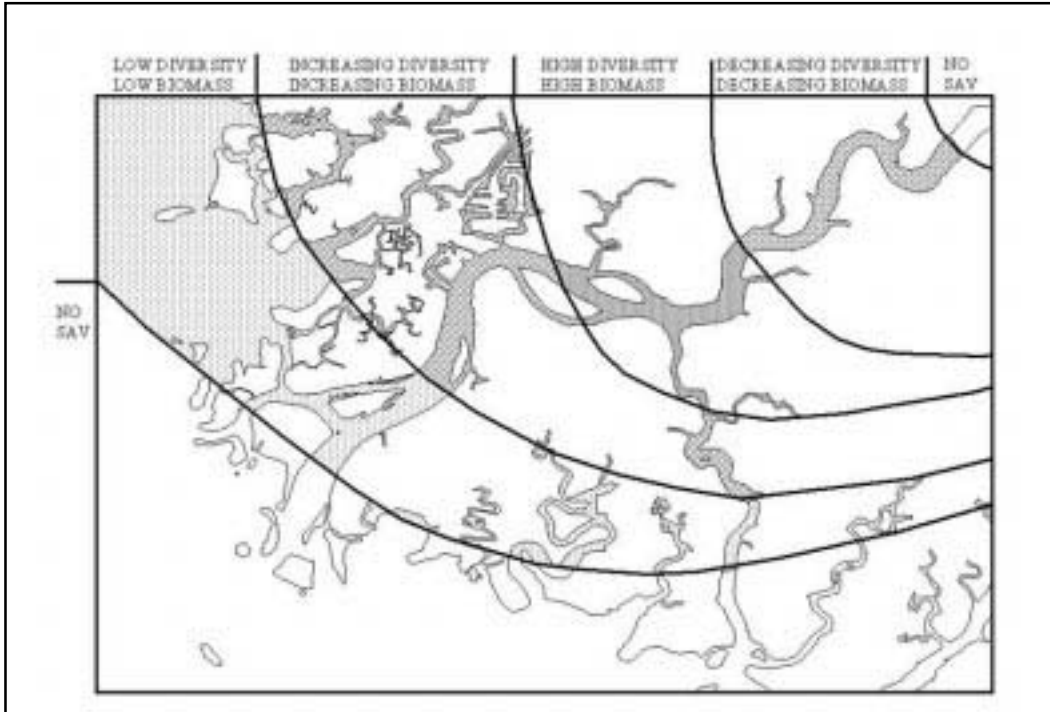 LOW DIVERSITY
LOW BIOMASS
INCREASING DIVERSITY
INCREASING BIOMASS
HIGH DIVERSITY
HIGH BIOMASS
DECREASING DIVERSITY
DECREASING BIOMASS
NO
SAV
NO
SAV